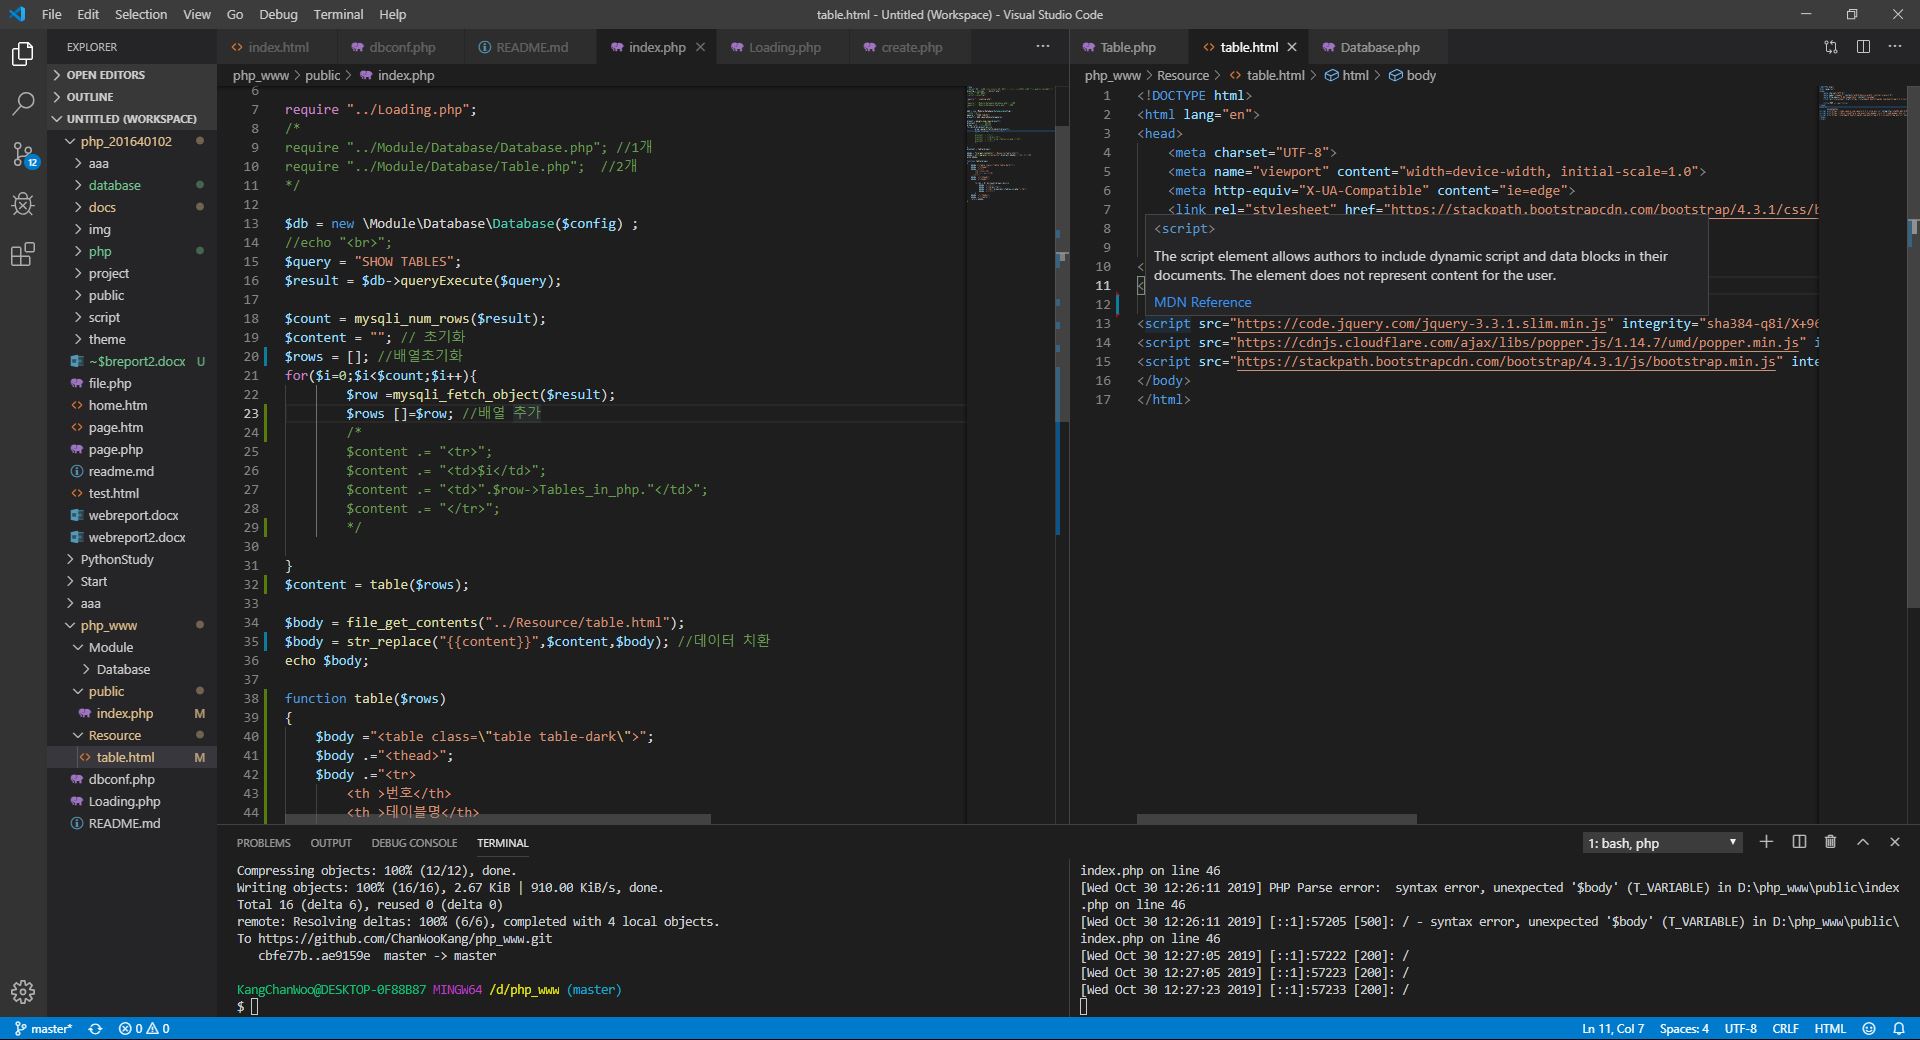 File Edit Selection View Go Debug Terminal Help
table.html - Untitled (Workspace) - Visual Studio Code
EXPLORER
OPEN EDITORS
OUTLINE
UNTITLED (WORKSPACE)
php_201640102
aaa
database
docs
img
php
project
public
script
theme
~$breport2.docx U
file.php
home.htm
page.htm
page.php
readme.md
test.html
webreport.docx
webreport2.docx
PythonStudy
Start
aaa
php_www
Module
Database
public
index.php M
Resource
table.html M
dbconf.php
Loading.php
README.md
12
index.html dbconf.php README.md index.php Loading.php create.php
php_www > public > index.php
6
7 require "../Loading.php";
8 /*
9 require "../Module/Database/Database.php"; //1개
10 require "../Module/Database/Table.php";  //2개
11 */
12
13 $db = new \Module\Database\Database($config) ;
14 //echo "<br>";
15 $query = "SHOW TABLES";
16 $result = $db->queryExecute($query);
17
18 $count = mysqli_num_rows($result);
19 $content = ""; // 초기화
20 $rows = []; //배열초기화
21 for($i=0;$i<$count;$i++){
22 $row =mysqli_fetch_object($result);
23 $rows []=$row; //배열 추가
24 /*
25 $content .= "<tr>";
26 $content .= "<td>$i</td>";
27 $content .= "<td>".$row->Tables_in_php."</td>";
28 $content .= "</tr>";
29 */
30
31 }
32 $content = table($rows);
33
34 $body = file_get_contents("../Resource/table.html");
35 $body = str_replace("{{content}}",$content,$body); //데이터 치환
36 echo $body;
37
38 function table($rows)
39 {
40 $body ="<table class=\"table table-dark\">";
41 $body .="<thead>";
42 $body .="<tr>
43 <th >번호</th>
44 <th >테이블명</th>
Table.php table.html Database.php
php_www > Resource > table.html > html > body
1 <!DOCTYPE html>
2 <html lang="en">
3 <head>
4 <meta charset="UTF-8">
5 <meta name="viewport" content="width=device-width, initial-scale=1.0">
6 <meta http-equiv="X-UA-Compatible" content="ie=edge">
7 <link rel="stylesheet" href="https://stackpath.bootstrapcdn.com/bootstrap/4.3.1/css/b
8
9
10 <
11 <
12
<script>
The script element allows authors to include dynamic script and data blocks in their
documents. The element does not represent content for the user.
MDN Reference
13 <script src="https://code.jquery.com/jquery-3.3.1.slim.min.js" integrity="sha384-q8i/X+96
14 <script src="https://cdnjs.cloudflare.com/ajax/libs/popper.js/1.14.7/umd/popper.min.js" i
15 <script src="https://stackpath.bootstrapcdn.com/bootstrap/4.3.1/js/bootstrap.min.js" inte
16 </body>
17 </html>
PROBLEMS OUTPUT DEBUG CONSOLE TERMINAL
1: bash, php
Compressing objects: 100% (12/12), done.
Writing objects: 100% (16/16), 2.67 KiB | 910.00 KiB/s, done.
Total 16 (delta 6), reused 0 (delta 0)
remote: Resolving deltas: 100% (6/6), completed with 4 local objects.
To https://github.com/ChanWooKang/php_www.git
cbfe77b..ae9159e  master -> master
KangChanWoo@DESKTOP-0F88B87 MINGW64 /d/php_www (master)
$
index.php on line 46
[Wed Oct 30 12:26:11 2019] PHP Parse error:  syntax error, unexpected '$body' (T_VARIABLE) in D:\php_www\public\index
.php on line 46
[Wed Oct 30 12:26:11 2019] [::1]:57205 [500]: / - syntax error, unexpected '$body' (T_VARIABLE) in D:\php_www\public\
index.php on line 46
[Wed Oct 30 12:27:05 2019] [::1]:57222 [200]: /
[Wed Oct 30 12:27:05 2019] [::1]:57223 [200]: /
[Wed Oct 30 12:27:23 2019] [::1]:57233 [200]: /
master* 0 0
Ln 11, Col 7 Spaces: 4 UTF-8 CRLF HTML